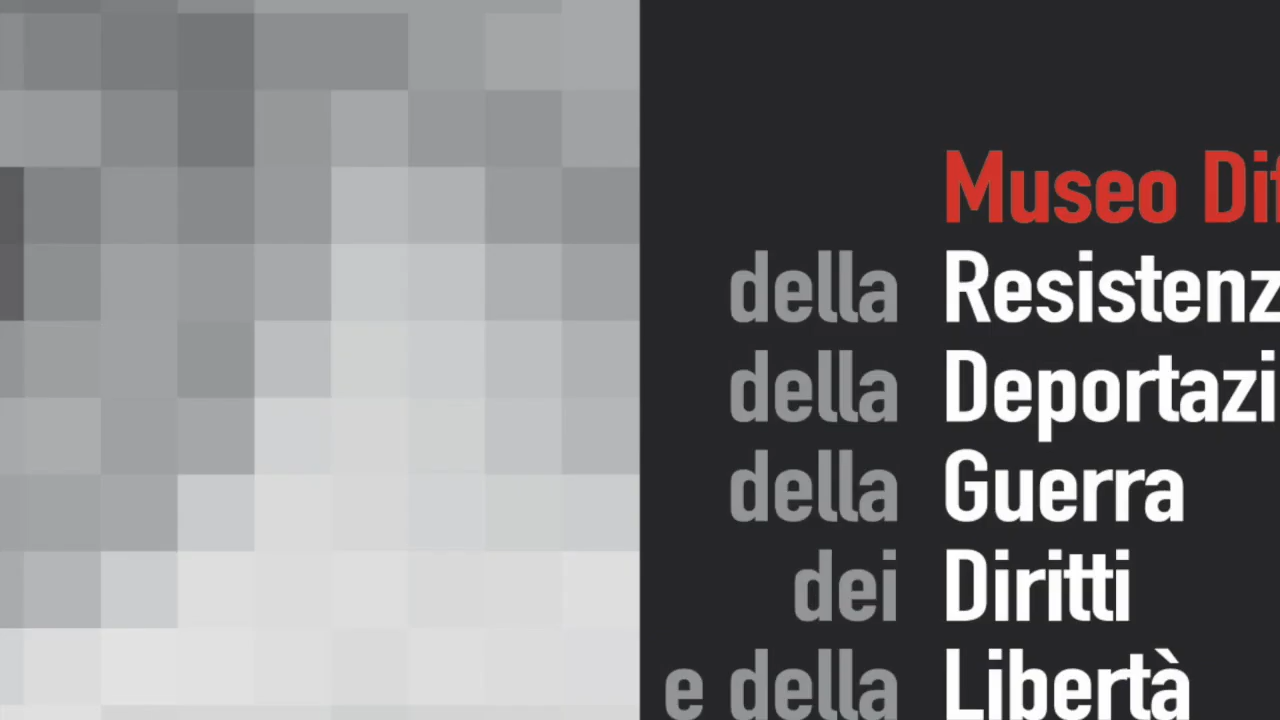 Museo Dif
della Resistenz
della Deportazi
della Guerra
dei Diritti
e della Libertà